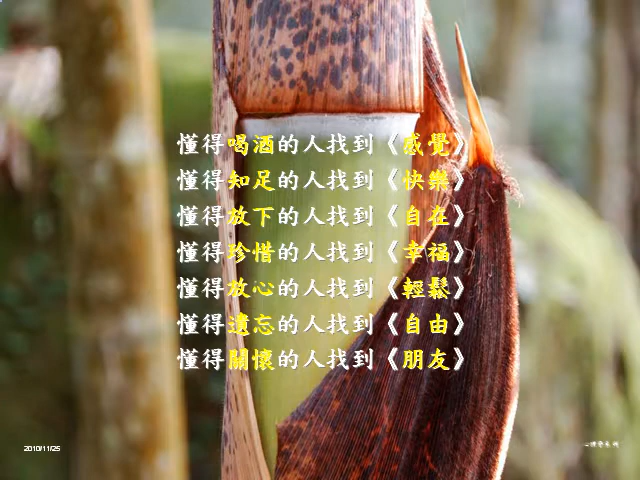 懂得喝酒的人找到《感覺》
懂得知足的人找到《快樂》
懂得放下的人找到《自在》
懂得珍惜的人找到《幸福》
懂得放心的人找到《輕鬆》
懂得遺忘的人找到《自由》
懂得關懷的人找到《朋友》
2010/11/25